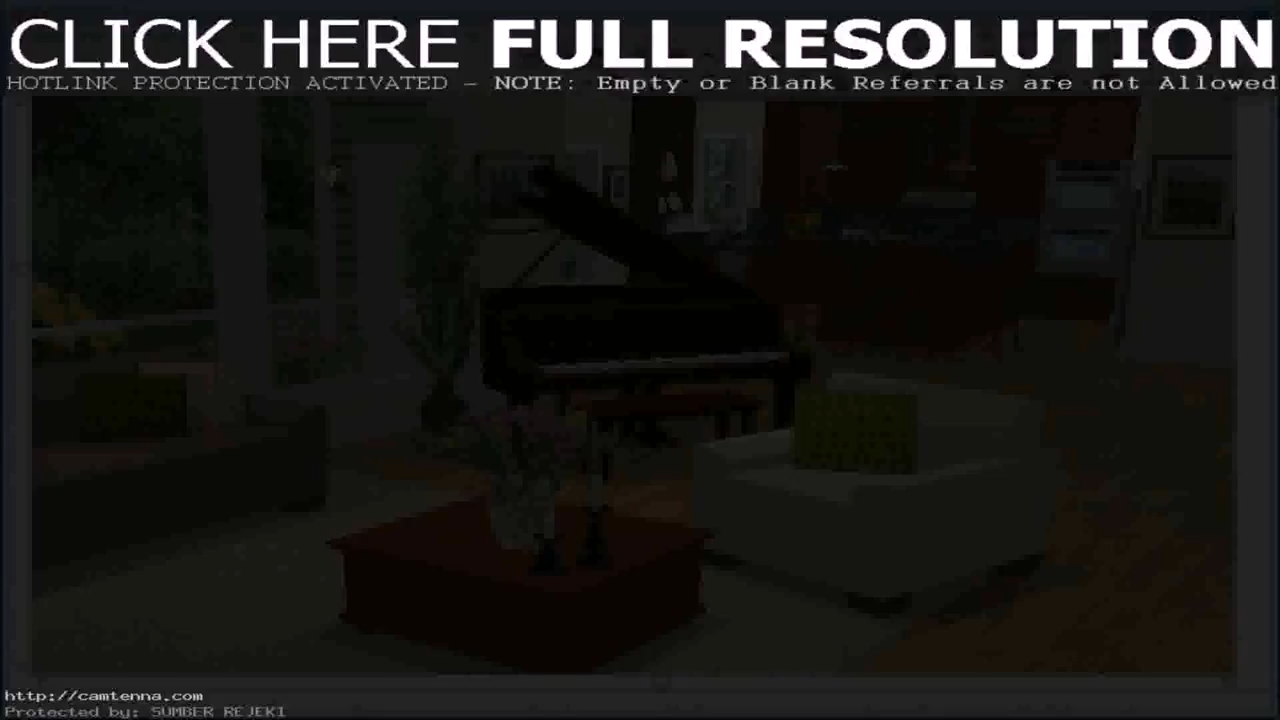 CLICK HERE FULL RESOLUTION
HOTLINK PROTECTION ACTIVATED - NOTE: Empty or Blank Referrals are not Allowed
http://camtenna.com
Protected by: SUMBER REJEKI